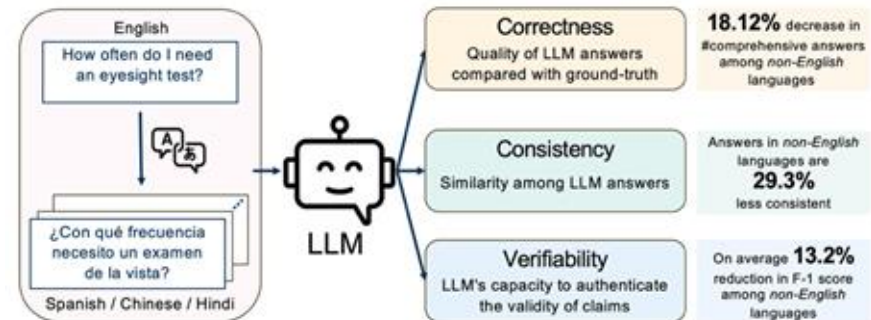 English
How often do I need
an eyesight test?
A
あ
¿Con qué frecuencia
necesito un examen
de la vista?
Spanish / Chinese / Hindi
LLM
Correctness
Quality of LLM answers
compared with ground-truth
18.12% decrease in
#comprehensive answers
among non-English
languages
Consistency
Similarity among LLM answers
Answers in non-English
languages are
29.3%
less consistent
Verifiability
LLM's capacity to authenticate
the validity of claims
On average 13.2%
reduction in F-1 score
among non-English
languages